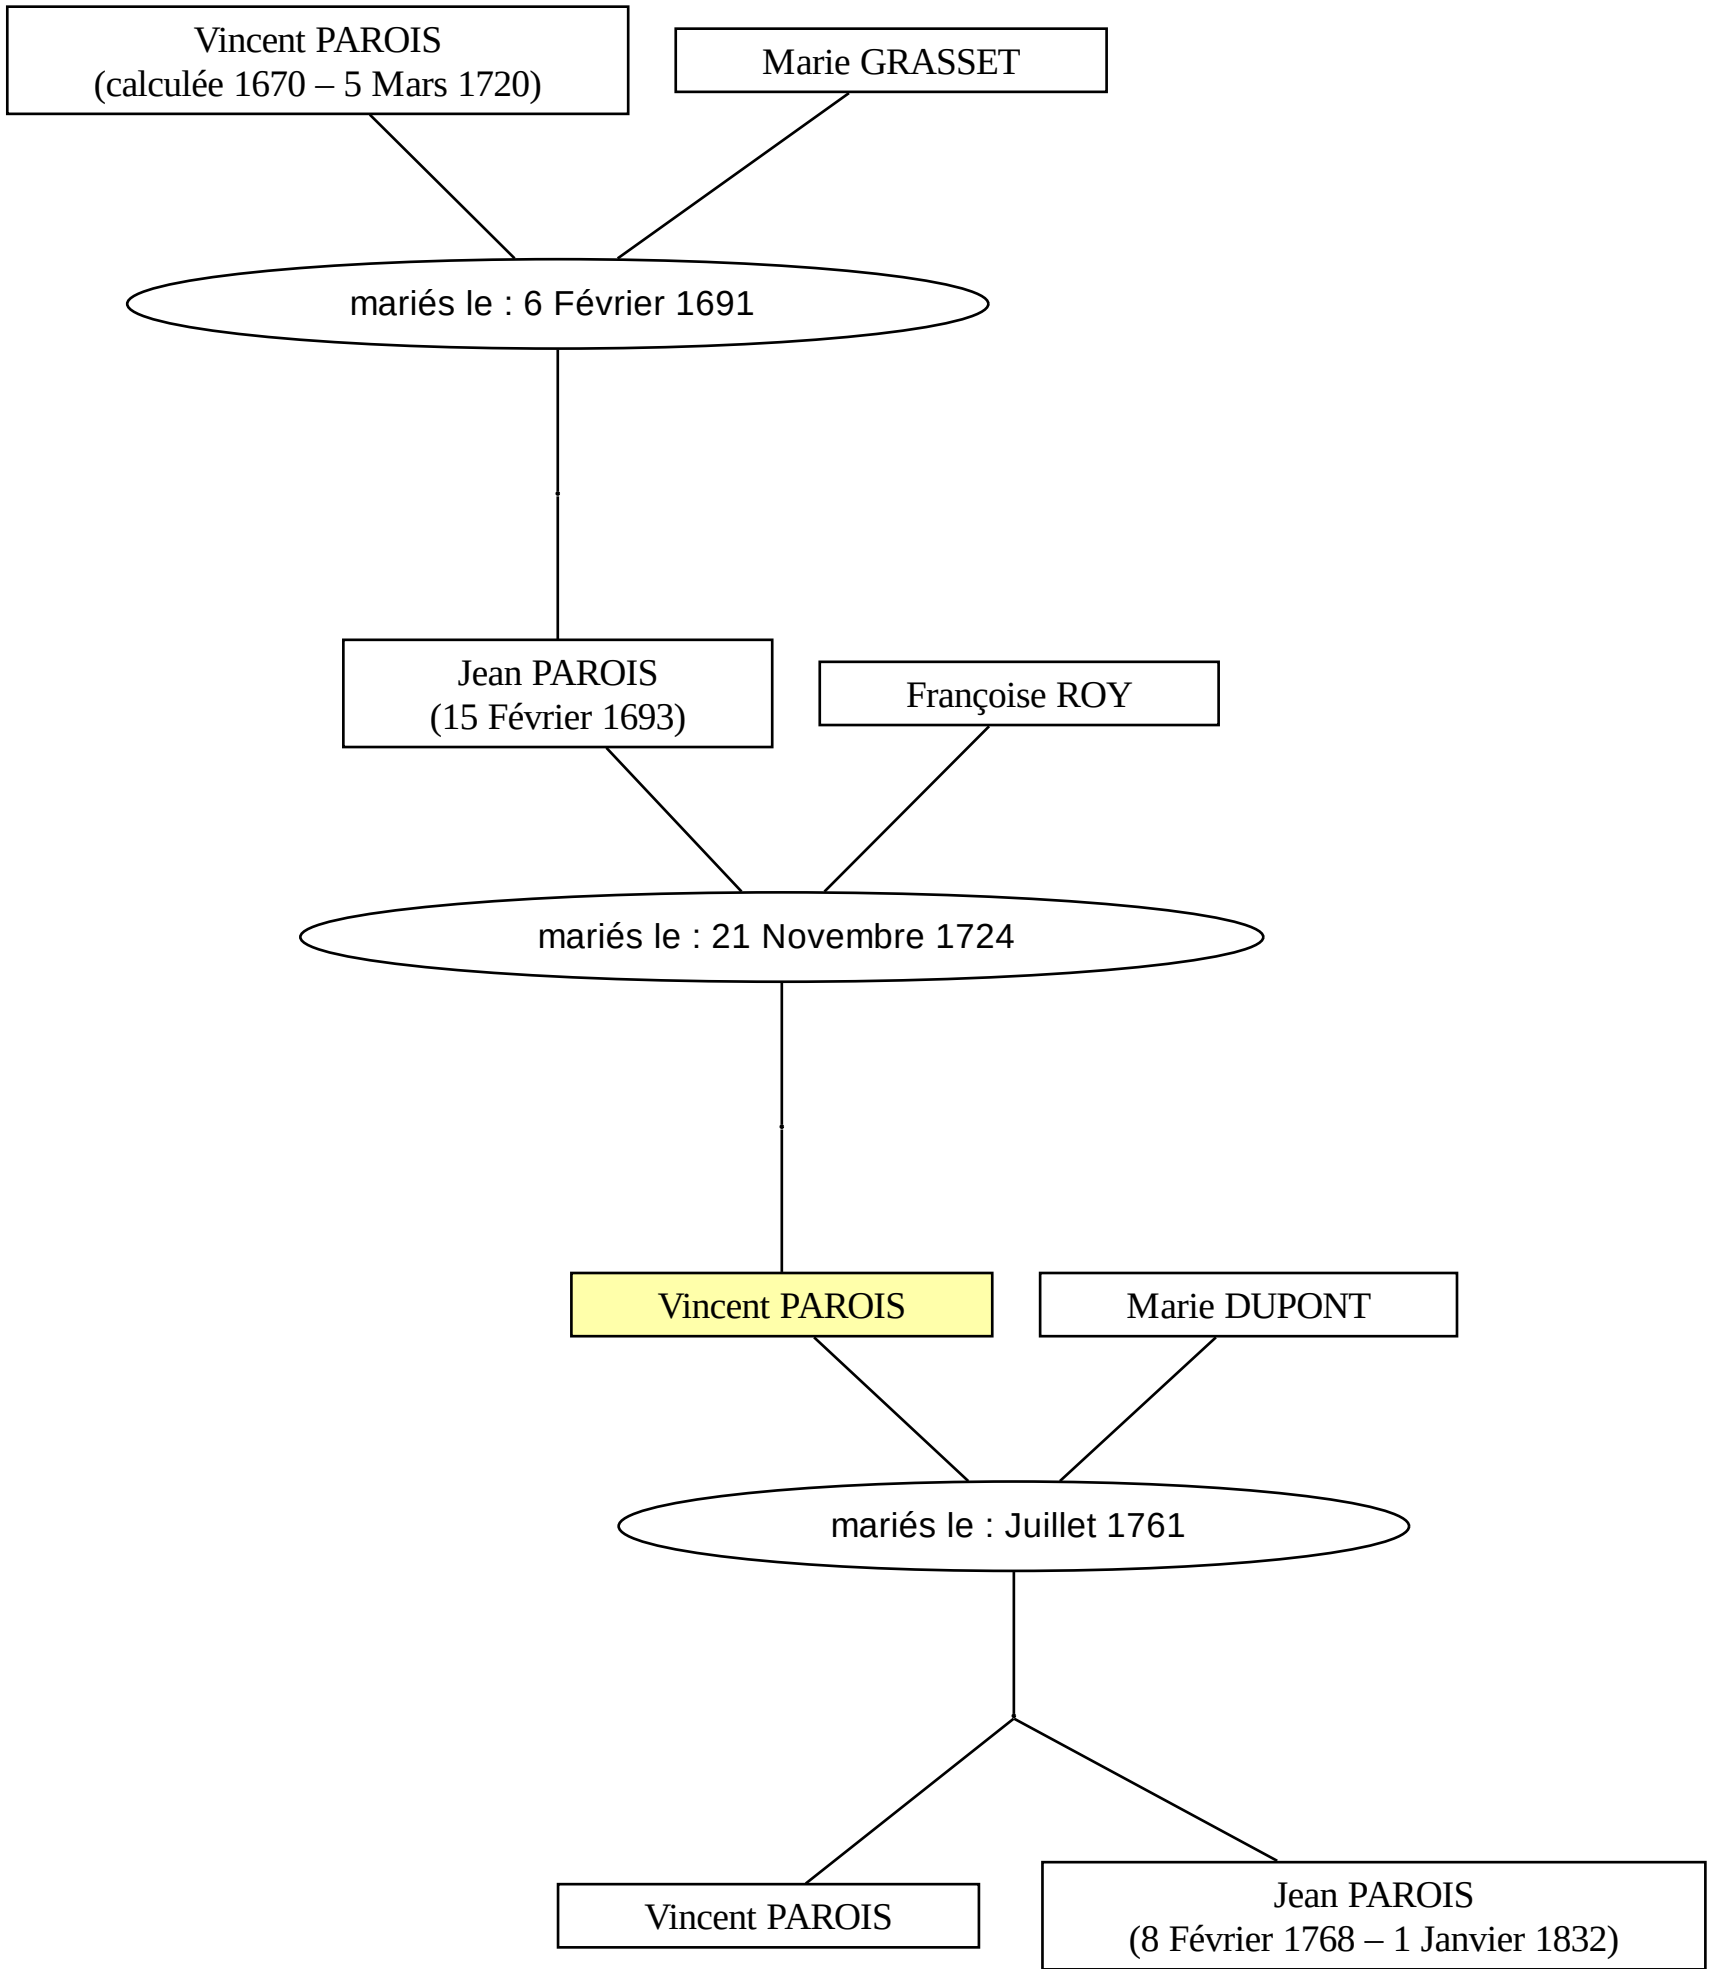 Vincent PAROIS
(calculée 1670 – 5 Mars 1720)
Marie GRASSET
mariés le : 6 Février 1691
Jean PAROIS
(15 Février 1693)
Françoise ROY
mariés le : 21 Novembre 1724
Vincent PAROIS
Marie DUPONT
mariés le : Juillet 1761
Vincent PAROIS
Jean PAROIS
(8 Février 1768 – 1 Janvier 1832)